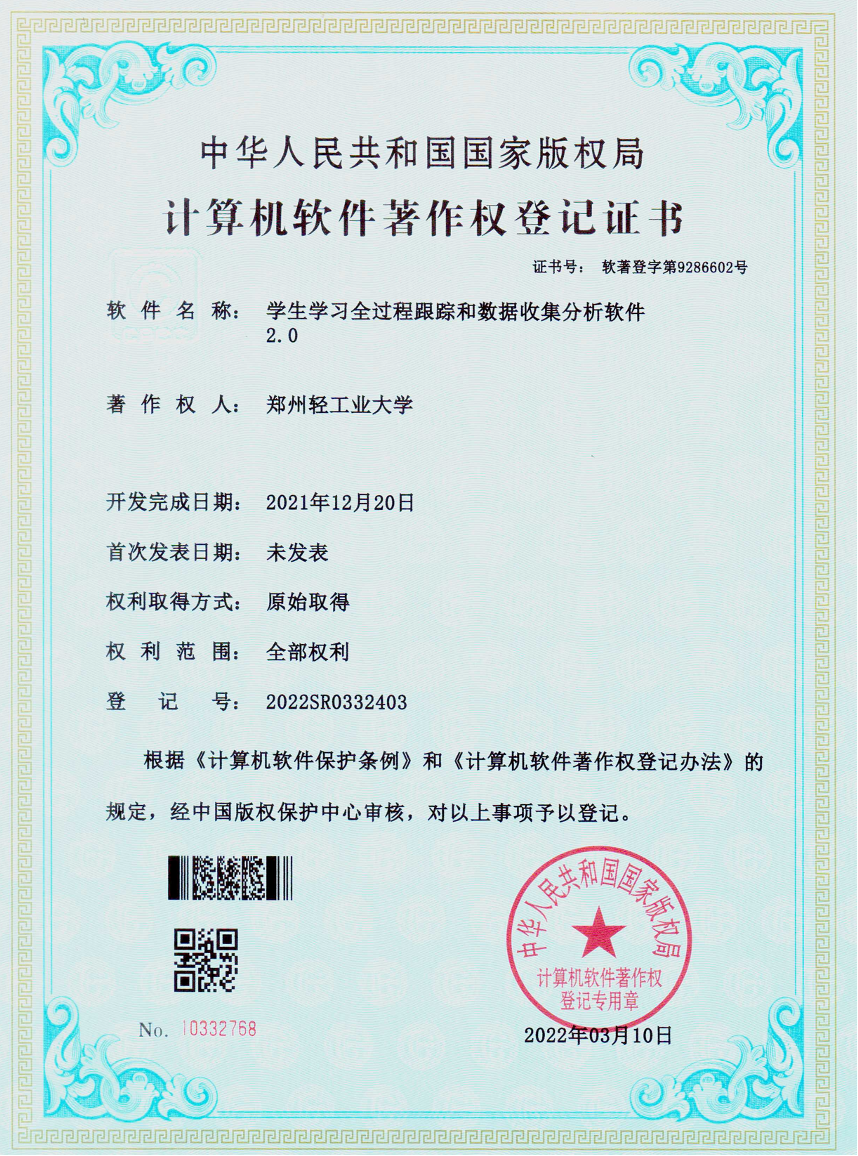 中华人民共和国国家版权局
计算机软件著作权登记证书
证书号： 软著登字第9286602号
软件名称： 学生学习全过程跟踪和数据收集分析软件
2.0
著作权人： 郑州轻工业大学
开发完成日期： 2021年12月20日
首次发表日期： 未发表
权利取得方式： 原始取得
权利范围： 全部权利
登记号： 2022SR0332403
根据《计算机软件保护条例》和《计算机软件著作权登记办法》的
规定，经中国版权保护中心审核，对以上事项予以登记。
中华人民共和国国家版权局
计算机软件著作权
登记专用章
No. 10332768
2022年03月10日